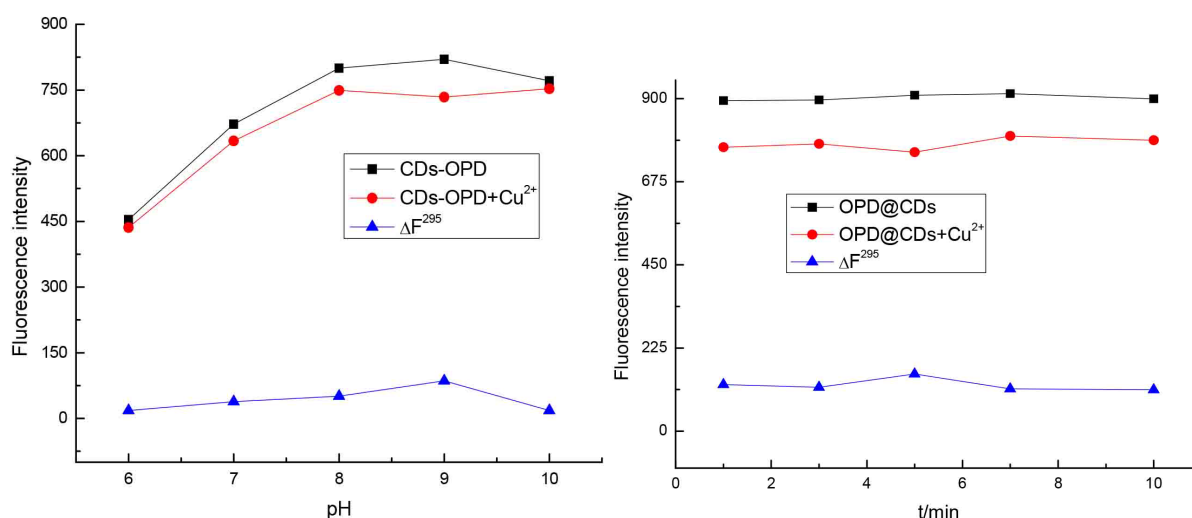 900
750
600
450
300
150
0
Fluorescence intensity
CDs-OPD
CDs-OPD+Cu²⁺
ΔF²⁹⁵
6 7 8 9 10
pH
900
675
450
225
0
Fluorescence intensity
OPD@CDs
OPD@CDs+Cu²⁺
ΔF²⁹⁵
0 2 4 6 8 10
t/min